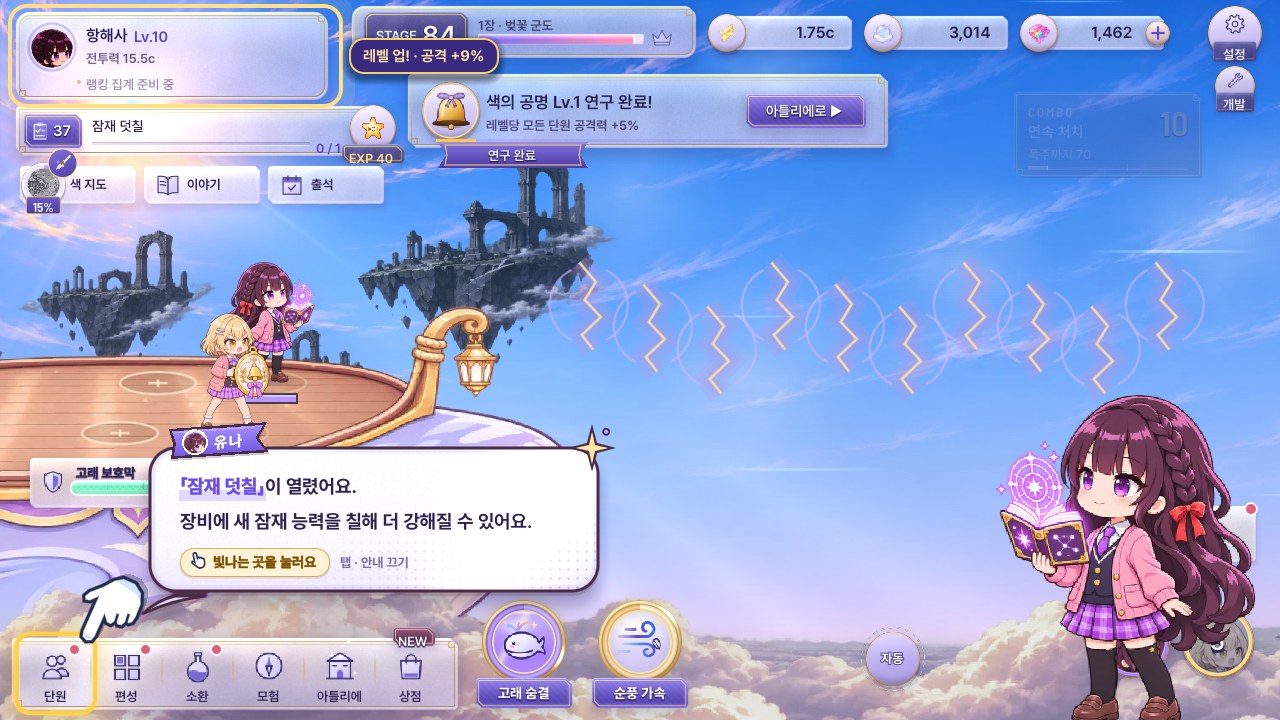 항해사 Lv.10
전투력 15.5c
랭킹 집계 준비 중
STAGE 84
1장 · 벚꽃 군도
레벨 업! · 공격 +9%
1.75c
3,014
1,462
설정
개발
색의 공명 Lv.1 연구 완료!
레벨당 모든 단원 공격력 +5%
아틀리에로 ▶
연구 완료
37
잠재 덧칠
0 / 1
EXP 40
COMBO
연속 처치
10
폭주까지 20
색 지도
15%
이야기
출석
고래 보호막
유나
「잠재 덧칠」이 열렸어요.
장비에 새 잠재 능력을 칠해 더 강해질 수 있어요.
빛나는 곳을 눌러요
탭 · 안내 끄기
단원
편성
소환
모험
아틀리에
NEW
상점
고래 숨결
순풍 가속
자동